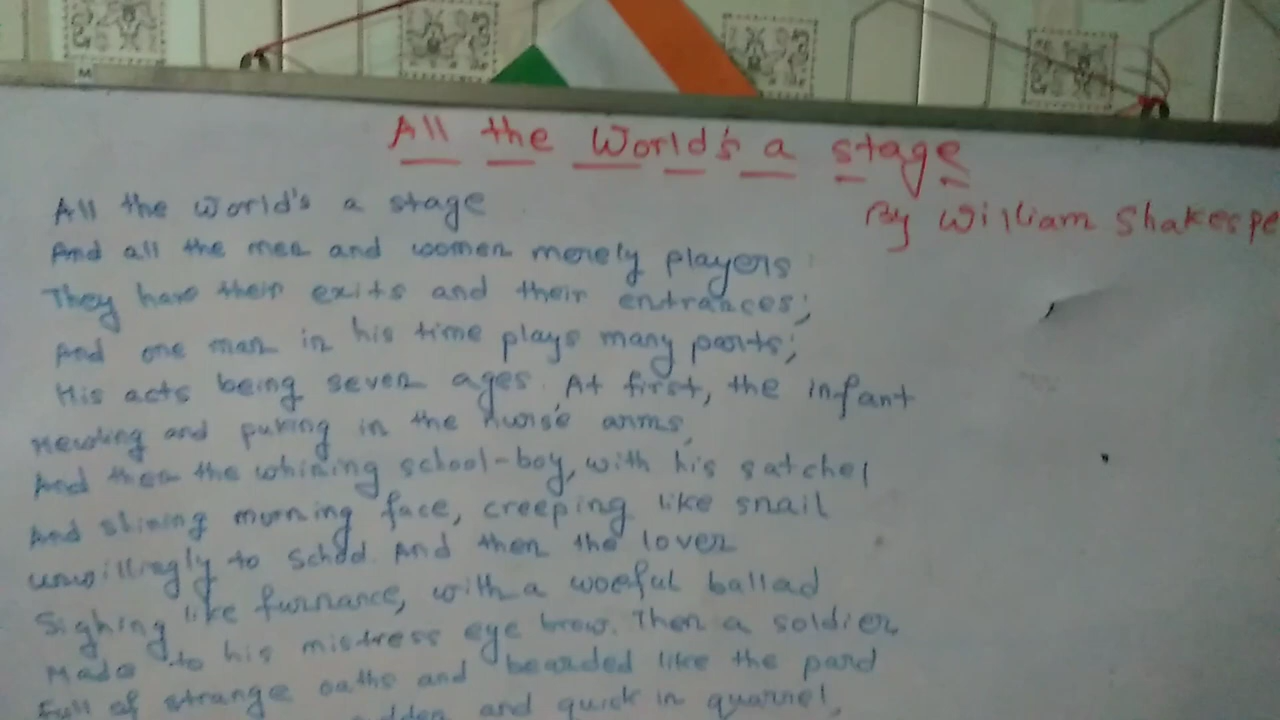 All the World's a stage
By William Shakespe
All the world's a stage
And all the men and women merely players
They have their exits and their entrances;
And one man in his time plays many parts;
His acts being seven ages. At first, the infant
Mewling and puking in the nurse's arms,
And then the whining school-boy, with his satchel
And shining morning face, creeping like snail
unwillingly to school. And then the lover
Sighing like furnance, with a woeful ballad
Made to his mistress eye brow. Then a soldier
Full of strange oaths and bearded like the pard
and quick in quarrel,